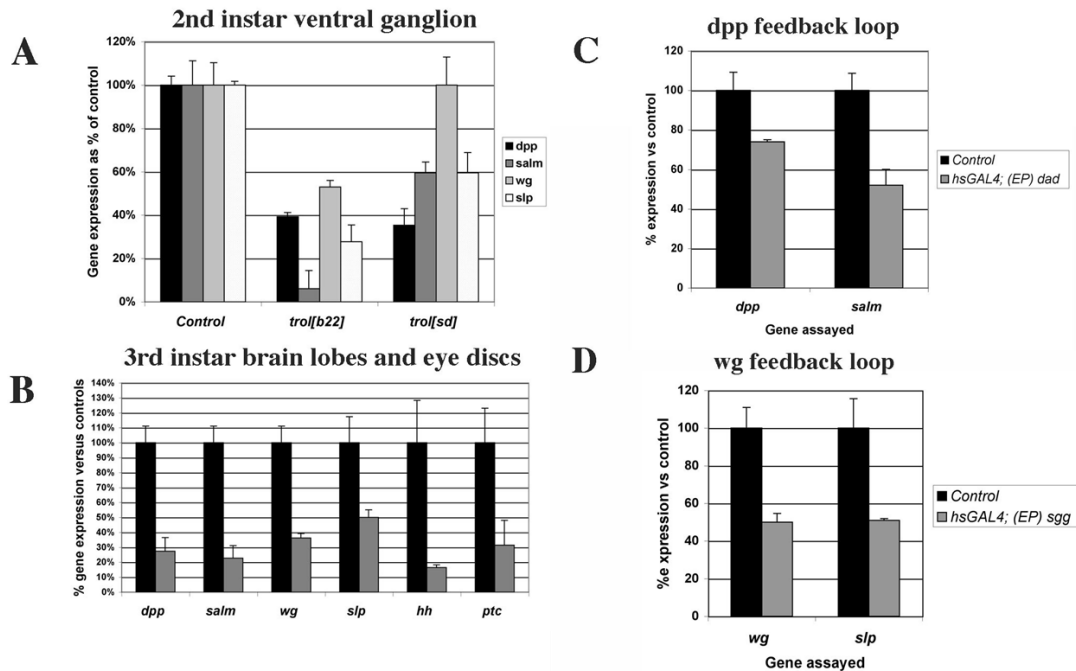 A
2nd instar ventral ganglion
Gene expression as % of control
120%
100%
80%
60%
40%
20%
0%
Control
trol[b22]
trol[sd]
dpp
salm
wg
slp
B
3rd instar brain lobes and eye discs
% gene expression versus controls
140%
130%
120%
110%
100%
90%
80%
70%
60%
50%
40%
30%
20%
10%
0%
dpp
salm
wg
slp
hh
ptc
C
dpp feedback loop
% expression vs control
120
100
80
60
40
20
0
dpp
salm
Gene assayed
Control
hsGAL4; (EP) dad
D
wg feedback loop
%e xpression vs control
120
100
80
60
40
20
0
wg
slp
Gene assayed
Control
hsGAL4; (EP) sgg